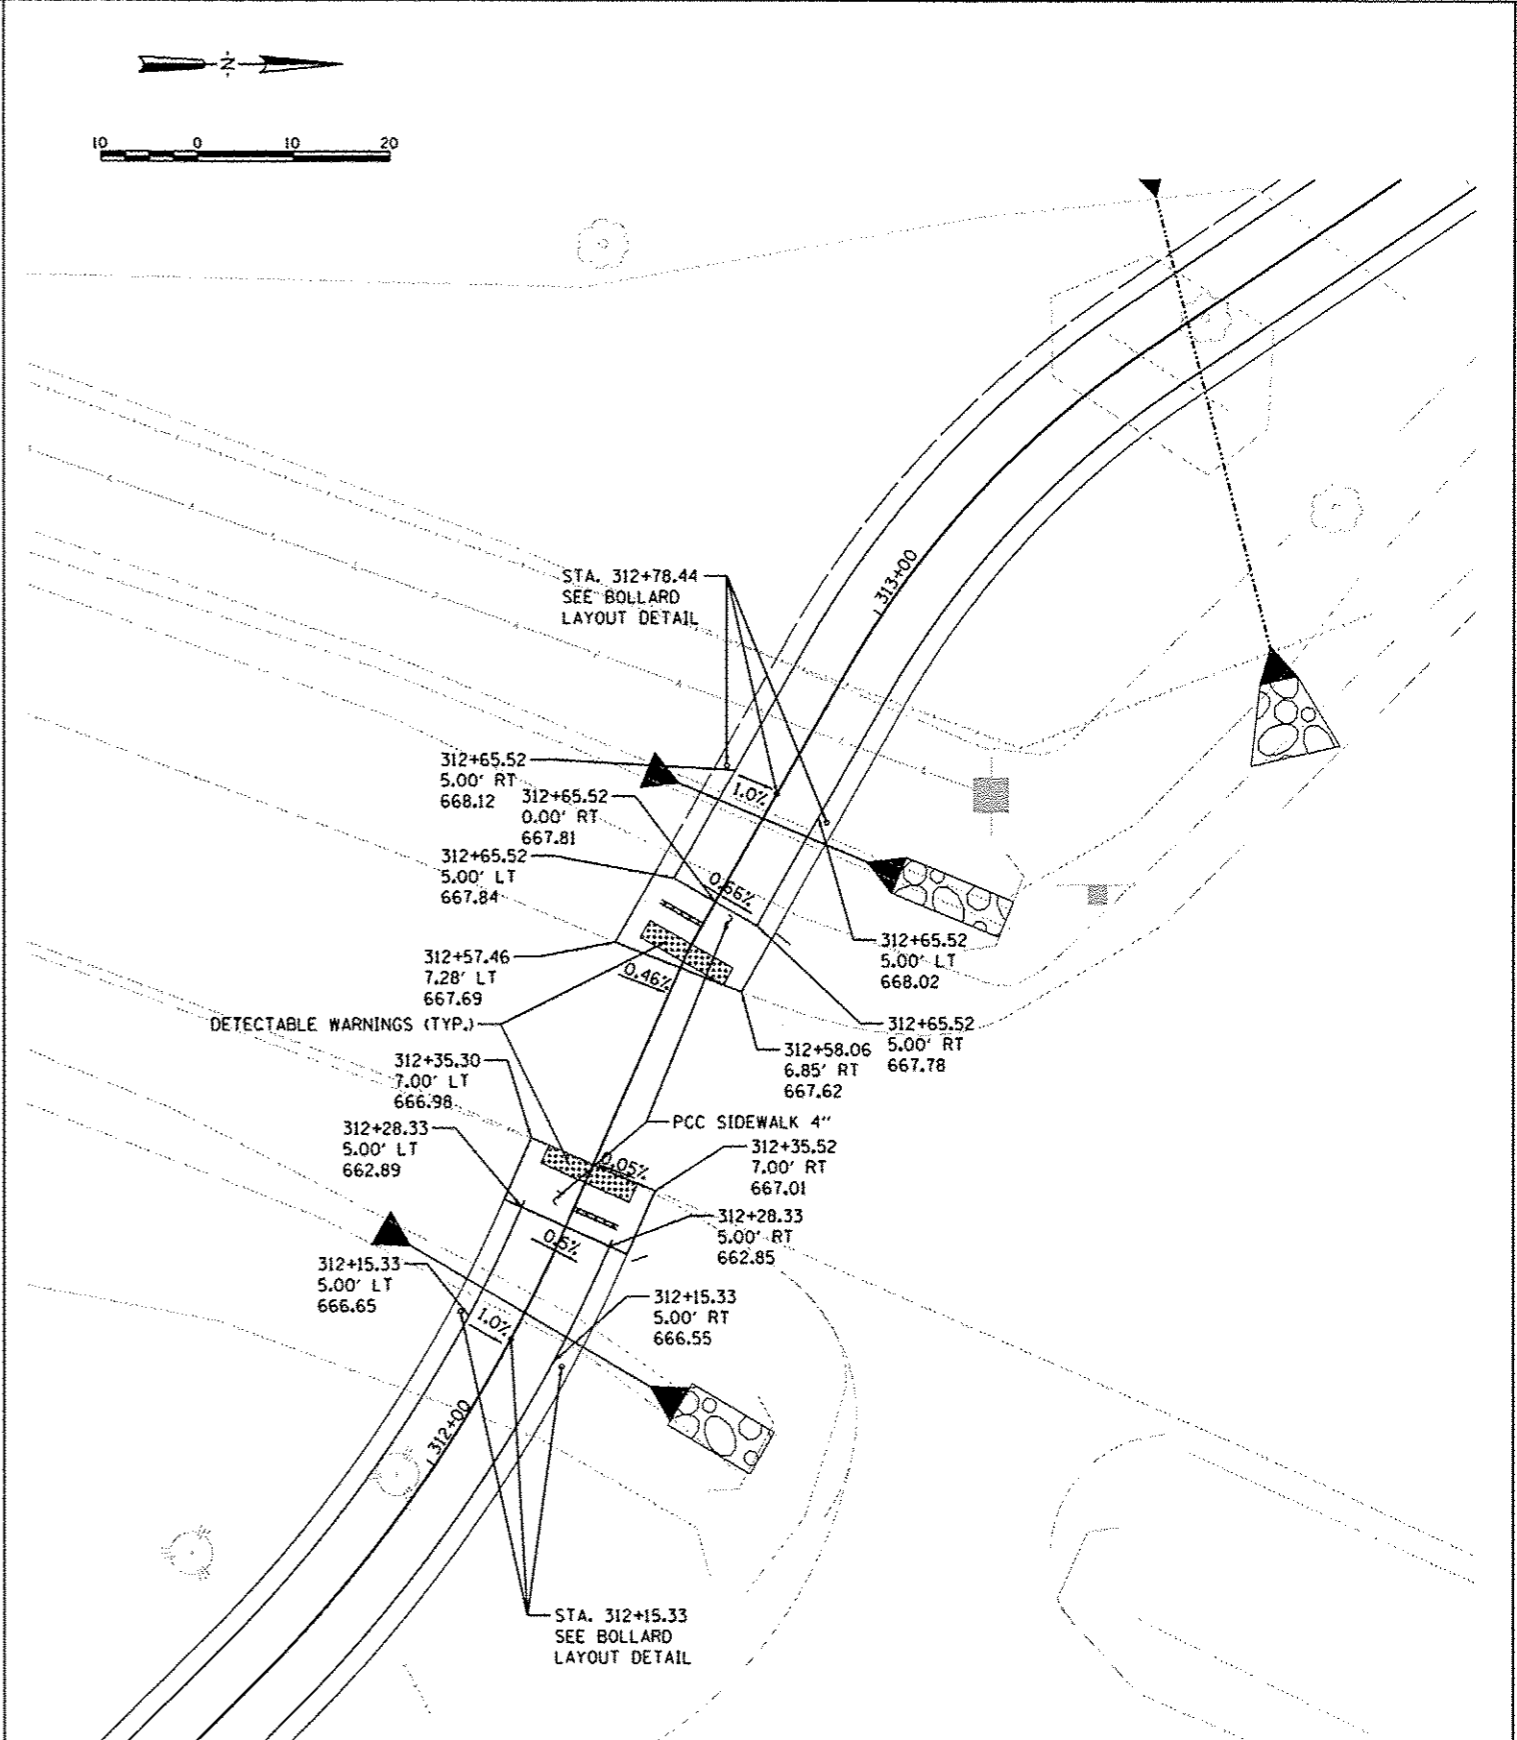 N
10 0 10 20
313+00
STA. 312+78.44
SEE BOLLARD
LAYOUT DETAIL
312+65.52
5.00' RT
668.12
1.0%
312+65.52
0.00' RT
667.81
312+65.52
5.00' LT
667.84
0.66%
312+65.52
5.00' LT
668.02
312+57.46
7.28' LT
667.69
0.46%
DETECTABLE WARNINGS (TYP.)
312+65.52
5.00' RT
667.78
312+58.06
6.85' RT
667.62
312+35.30
7.00' LT
666.98
PCC SIDEWALK 4"
312+28.33
5.00' LT
662.89
0.05%
312+35.52
7.00' RT
667.01
312+28.33
5.00' RT
662.85
0.5%
312+15.33
5.00' LT
666.65
1.0%
312+15.33
5.00' RT
666.55
312+00
STA. 312+15.33
SEE BOLLARD
LAYOUT DETAIL